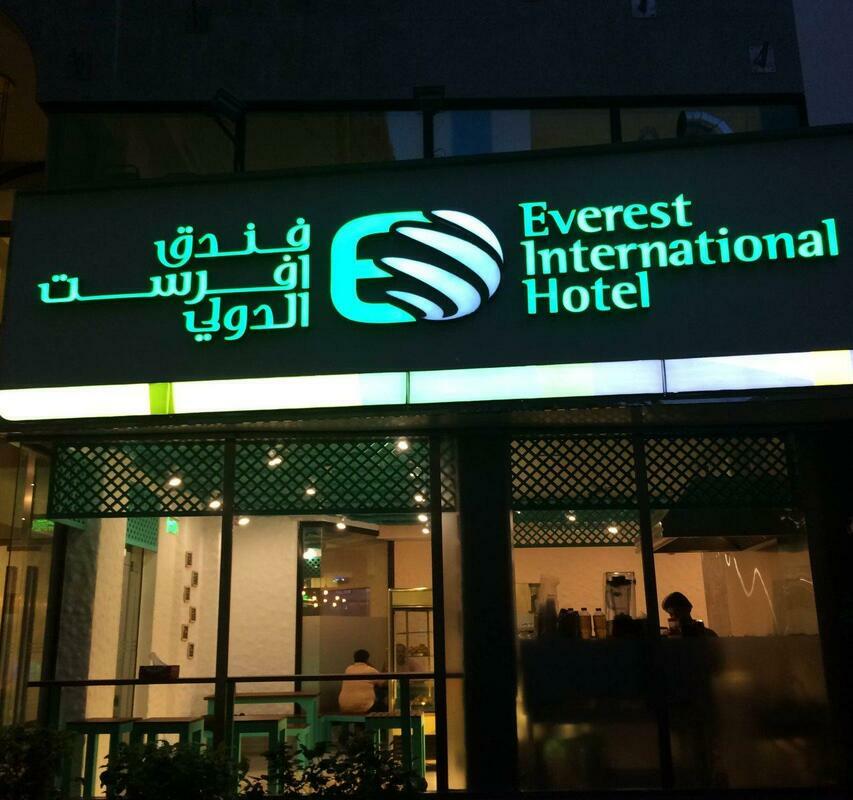 فندق
افرست
الدولي
Everest
International
Hotel